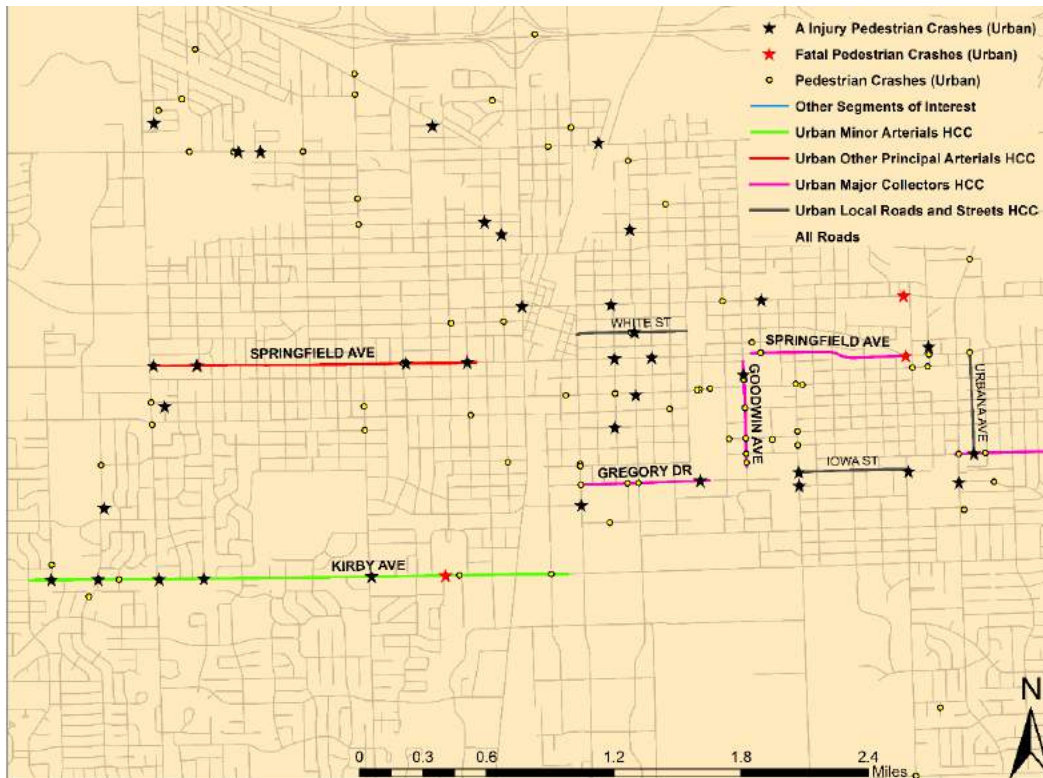 A Injury Pedestrian Crashes (Urban)
Fatal Pedestrian Crashes (Urban)
Pedestrian Crashes (Urban)
Other Segments of Interest
Urban Minor Arterials HCC
Urban Other Principal Arterials HCC
Urban Major Collectors HCC
Urban Local Roads and Streets HCC
All Roads
WHITE ST
SPRINGFIELD AVE
SPRINGFIELD AVE
GOODWIN AVE
URBANA AVE
IOWA ST
GREGORY DR
KIRBY AVE
N
0 0.3 0.6 1.2 1.8 2.4
Miles